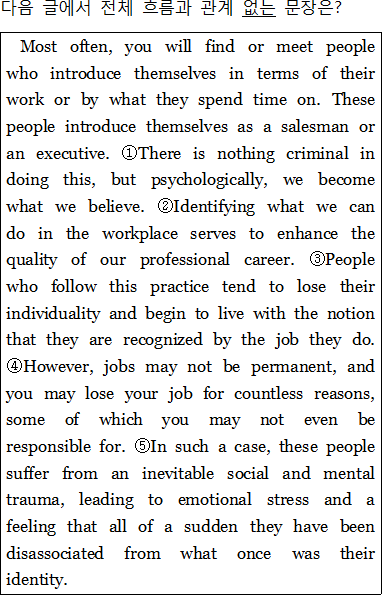 다음 글에서 전체 흐름과 관계 없는 문장은?
Most often, you will find or meet people
who introduce themselves in terms of their
work or by what they spend time on. These
people introduce themselves as a salesman or
an executive. ①There is nothing criminal in
doing this, but psychologically, we become
what we believe. ②Identifying what we can
do in the workplace serves to enhance the
quality of our professional career. ③People
who follow this practice tend to lose their
individuality and begin to live with the notion
that they are recognized by the job they do.
④However, jobs may not be permanent, and
you may lose your job for countless reasons,
some of which you may not even be
responsible for. ⑤In such a case, these people
suffer from an inevitable social and mental
trauma, leading to emotional stress and a
feeling that all of a sudden they have been
disassociated from what once was their
identity.